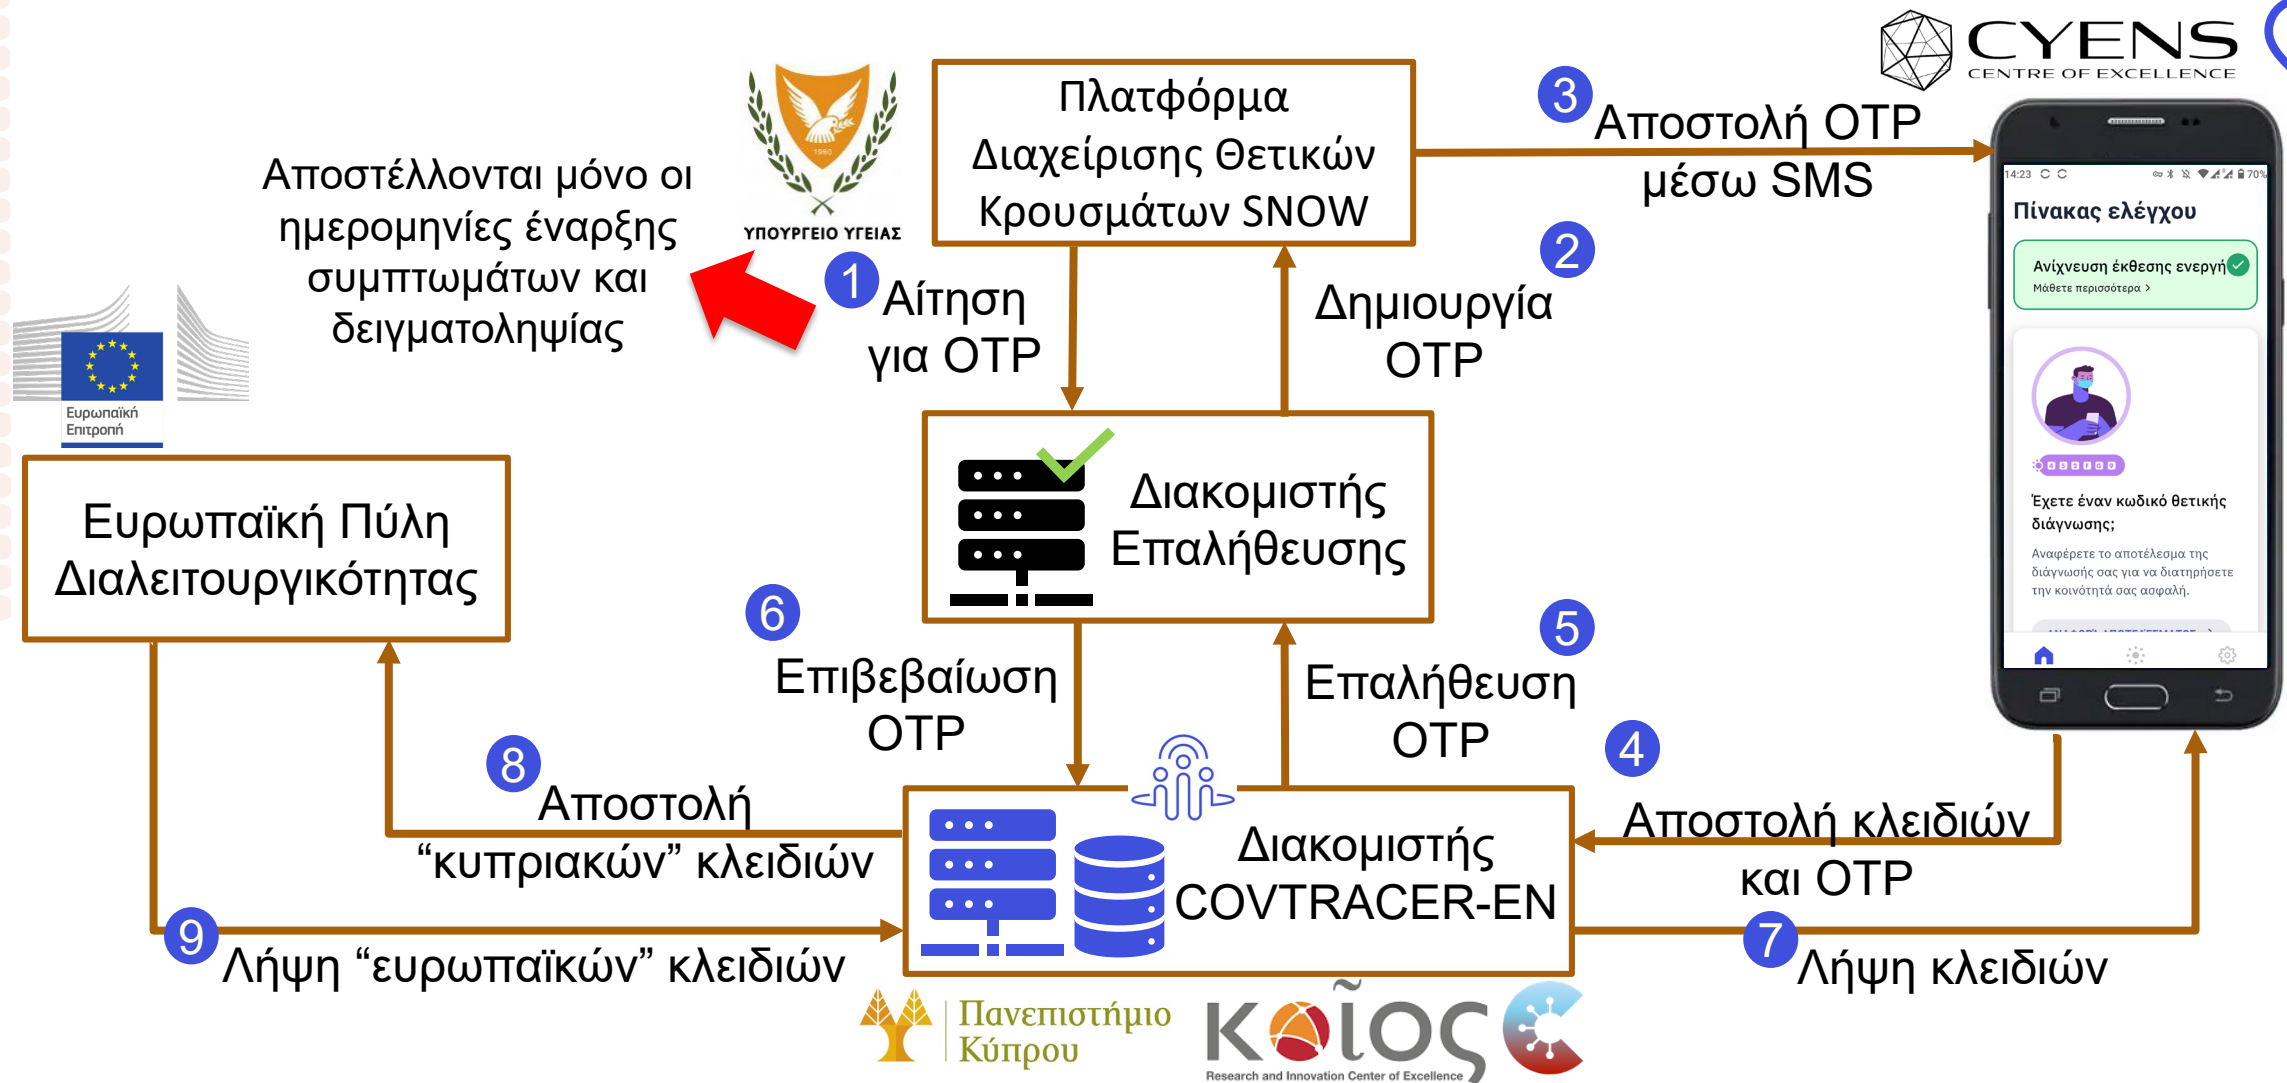 CYENS
CENTRE OF EXCELLENCE
1960
ΥΠΟΥΡΓΕΙΟ ΥΓΕΙΑΣ
Πλατφόρμα
Διαχείρισης Θετικών
Κρουσμάτων SNOW
3
Αποστολή OTP
μέσω SMS
Αποστέλλονται μόνο οι
ημερομηνίες έναρξης
συμπτωμάτων και
δειγματοληψίας
1
Αίτηση
για OTP
2
Δημιουργία
OTP
14:23
70%
Πίνακας ελέγχου
Ανίχνευση έκθεσης ενεργή
Μάθετε περισσότερα >
Έχετε έναν κωδικό θετικής
διάγνωσης;
Αναφέρετε το αποτέλεσμα της
διάγνωσής σας για να διατηρήσετε
την κοινότητά σας ασφαλή.
Ευρωπαϊκή
Επιτροπή
Ευρωπαϊκή Πύλη
Διαλειτουργικότητας
Διακομιστής
Επαλήθευσης
6
Επιβεβαίωση
OTP
5
Επαλήθευση
OTP
4
Αποστολή κλειδιών
και OTP
8
Αποστολή
“κυπριακών” κλειδιών
Διακομιστής
COVTRACER-EN
9
Λήψη “ευρωπαϊκών” κλειδιών
7
Λήψη κλειδιών
Πανεπιστήμιο
Κύπρου
ΚΟΙΟς
Research and Innovation Center of Excellence